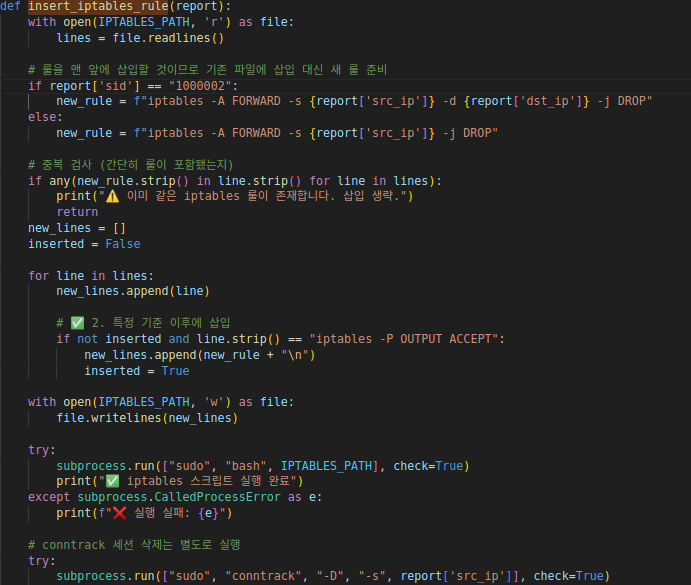 def insert_iptables_rule(report):
    with open(IPTABLES_PATH, 'r') as file:
        lines = file.readlines()
    # 룰을 맨 앞에 삽입할 것이므로 기존 파일에 삽입 대신 새 룰 준비
    if report['sid'] == "1000002":
        new_rule = f"iptables -A FORWARD -s {report['src_ip']} -d {report['dst_ip']} -j DROP"
    else:
        new_rule = f"iptables -A FORWARD -s {report['src_ip']} -j DROP"
    # 중복 검사 (간단히 룰이 포함됐는지)
    if any(new_rule.strip() in line.strip() for line in lines):
        print("⚠️ 이미 같은 iptables 룰이 존재합니다. 삽입 생략.")
        return
    new_lines = []
    inserted = False
    for line in lines:
        new_lines.append(line)
        # ✅ 2. 특정 기준 이후에 삽입
        if not inserted and line.strip() == "iptables -P OUTPUT ACCEPT":
            new_lines.append(new_rule + "\n")
            inserted = True
    with open(IPTABLES_PATH, 'w') as file:
        file.writelines(new_lines)
    try:
        subprocess.run(["sudo", "bash", IPTABLES_PATH], check=True)
        print("✅ iptables 스크립트 실행 완료")
    except subprocess.CalledProcessError as e:
        print(f"❌ 실행 실패: {e}")
    # conntrack 세션 삭제는 별도로 실행
    try:
        subprocess.run(["sudo", "conntrack", "-D", "-s", report['src_ip']], check=True)